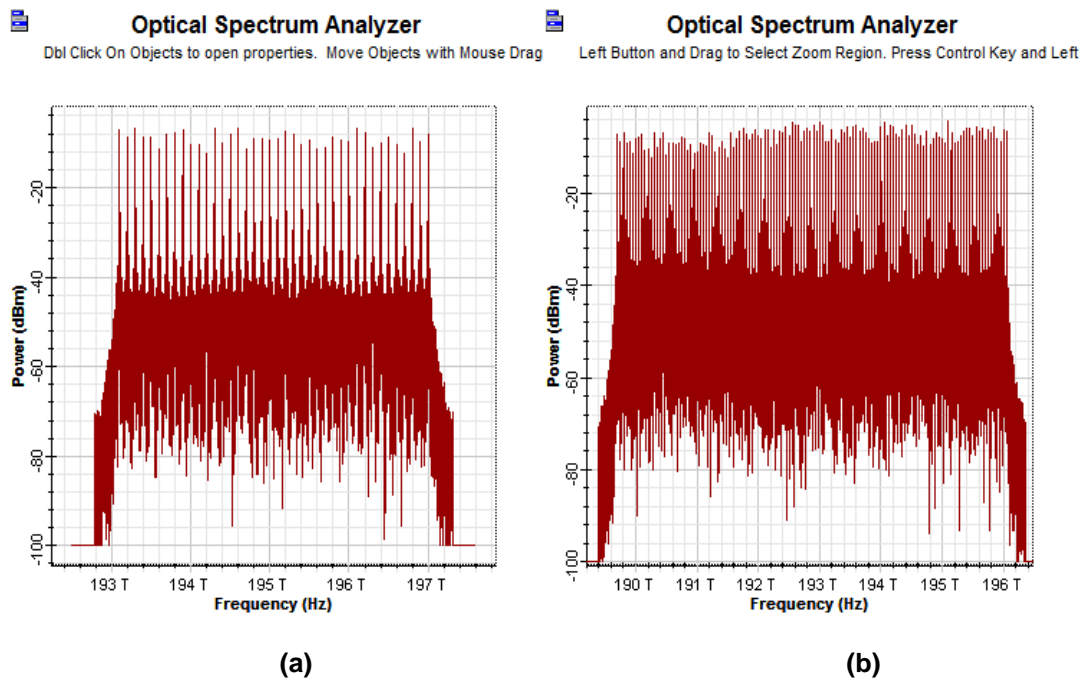 Optical Spectrum Analyzer
Dbl Click On Objects to open properties. Move Objects with Mouse Drag
Power (dBm)
-20
-40
-60
-80
-100
193 T 194 T 195 T 196 T 197 T
Frequency (Hz)
(a)
Optical Spectrum Analyzer
Left Button and Drag to Select Zoom Region. Press Control Key and Left
Power (dBm)
-20
-40
-60
-80
-100
190 T 191 T 192 T 193 T 194 T 195 T 196 T
Frequency (Hz)
(b)